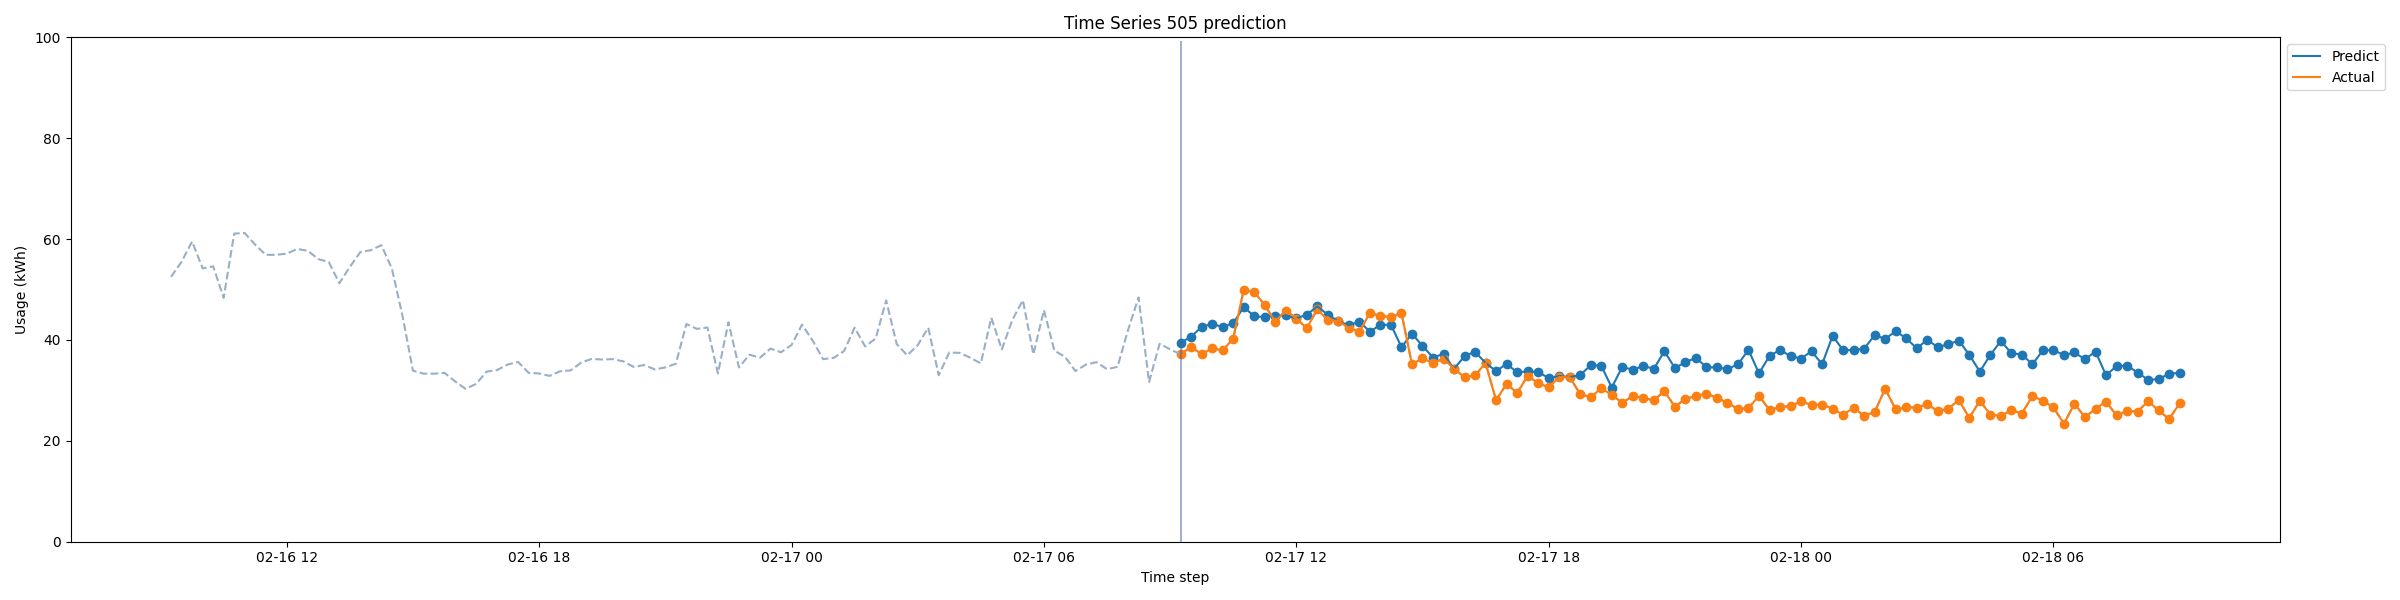 Time Series 505 prediction
100
80
60
40
20
0
Usage (kWh)
02-16 12
02-16 18
02-17 00
02-17 06
02-17 12
02-17 18
02-18 00
02-18 06
Time step
Predict
Actual